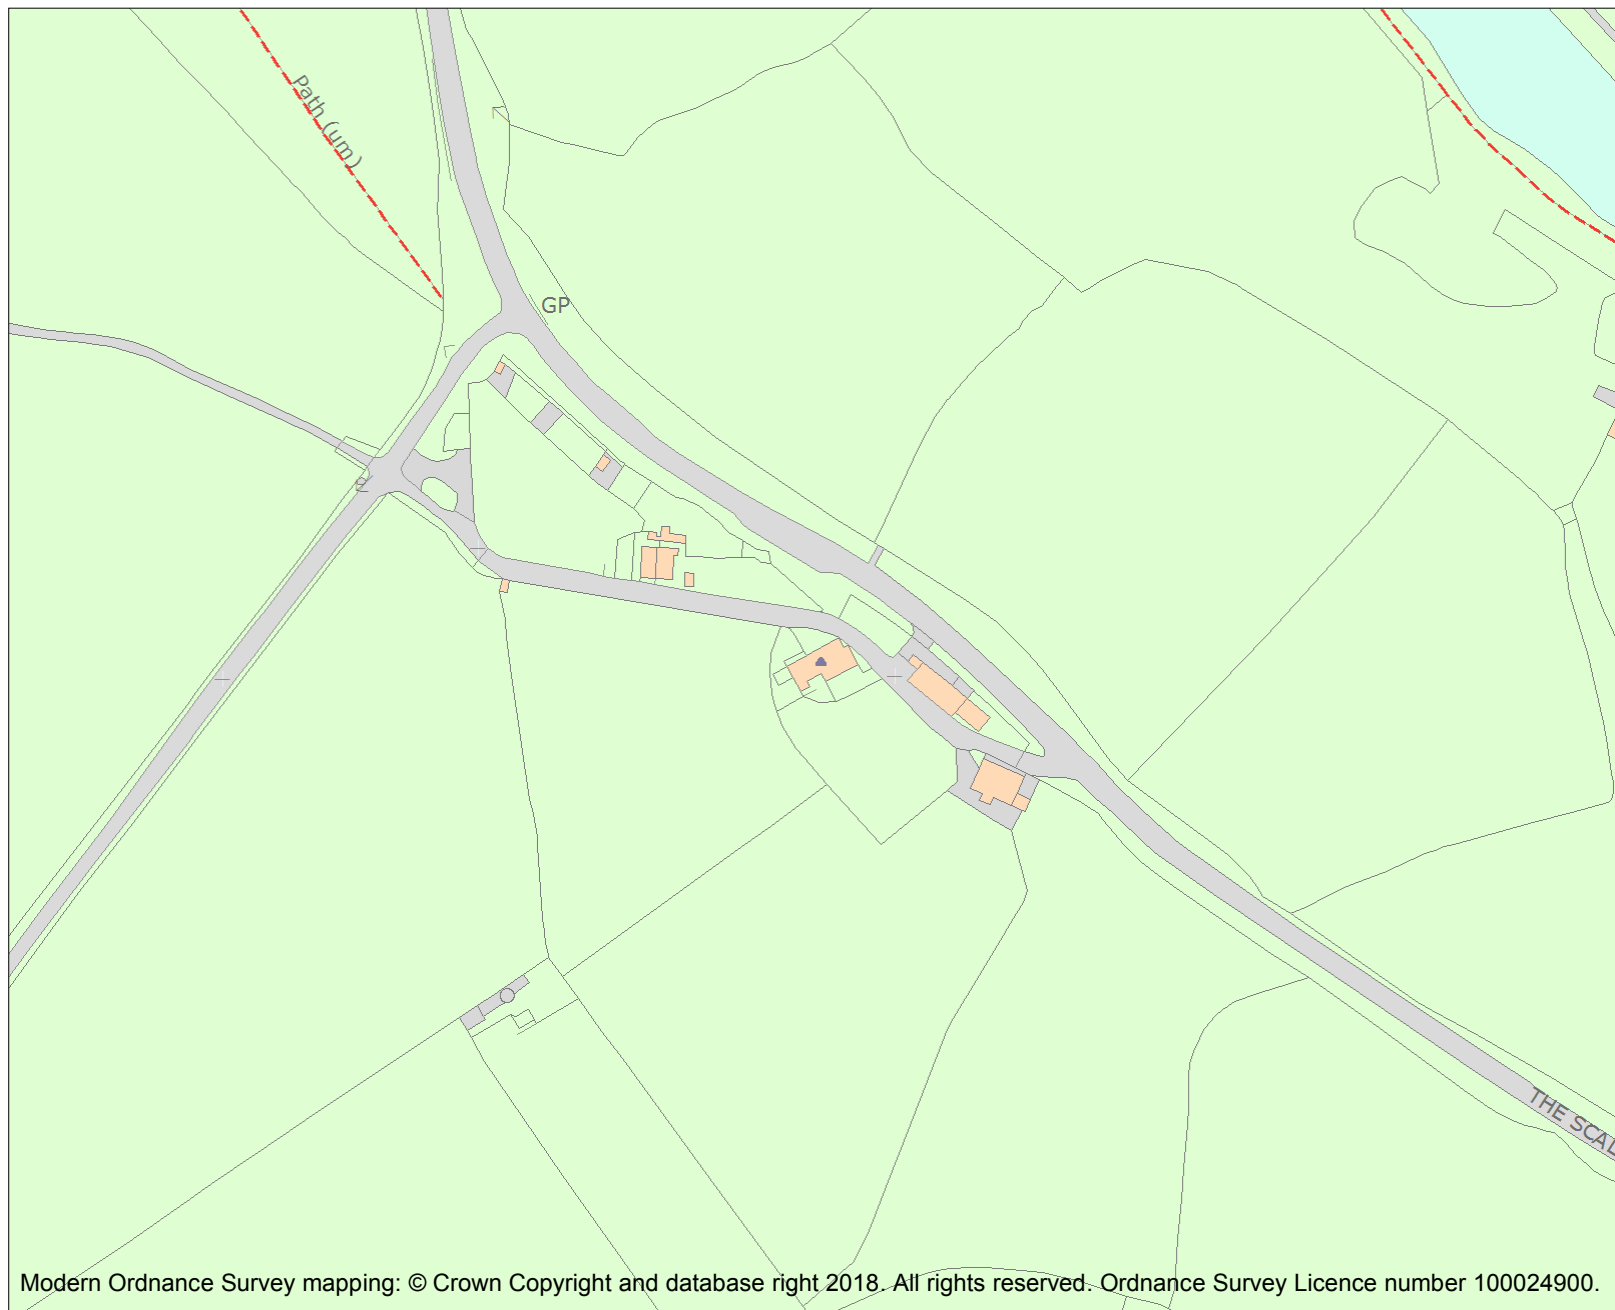 Path (um)
GP
THE SCAL
Modern Ordnance Survey mapping: © Crown Copyright and database right 2018. All rights reserved. Ordnance Survey Licence number 100024900.